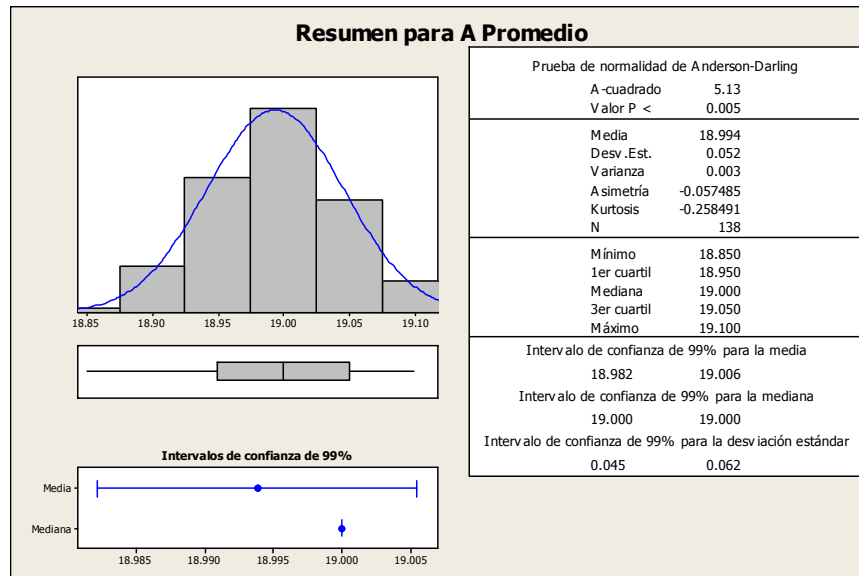 Resumen para A Promedio
18.85 18.90 18.95 19.00 19.05 19.10
Intervalos de confianza de 99%
Media
Mediana
18.985 18.990 18.995 19.000 19.005
Prueba de normalidad de Anderson-Darling
A-cuadrado 5.13
Valor P < 0.005
Media 18.994
Desv.Est. 0.052
Varianza 0.003
Asimetría -0.057485
Kurtosis -0.258491
N 138
Mínimo 18.850
1er cuartil 18.950
Mediana 19.000
3er cuartil 19.050
Máximo 19.100
Intervalo de confianza de 99% para la media
18.982 19.006
Intervalo de confianza de 99% para la mediana
19.000 19.000
Intervalo de confianza de 99% para la desviación estándar
0.045 0.062